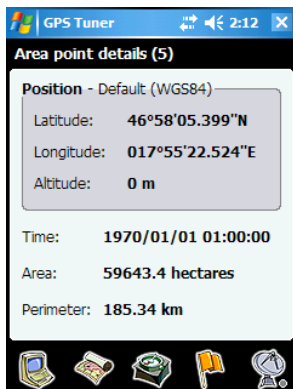 GPS Tuner 2:12
Area point details (5)
Position - Default (WGS84)
Latitude: 46°58'05.399"N
Longitude: 017°55'22.524"E
Altitude: 0 m
Time: 1970/01/01 01:00:00
Area: 59643.4 hectares
Perimeter: 185.34 km